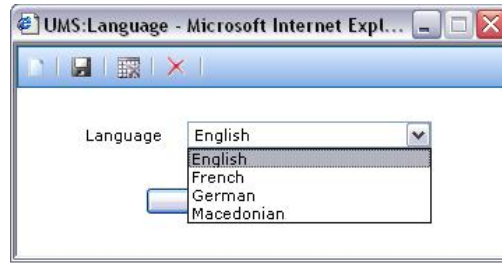 UMS:Language - Microsoft Internet Expl...
Language English
English
French
German
Macedonian